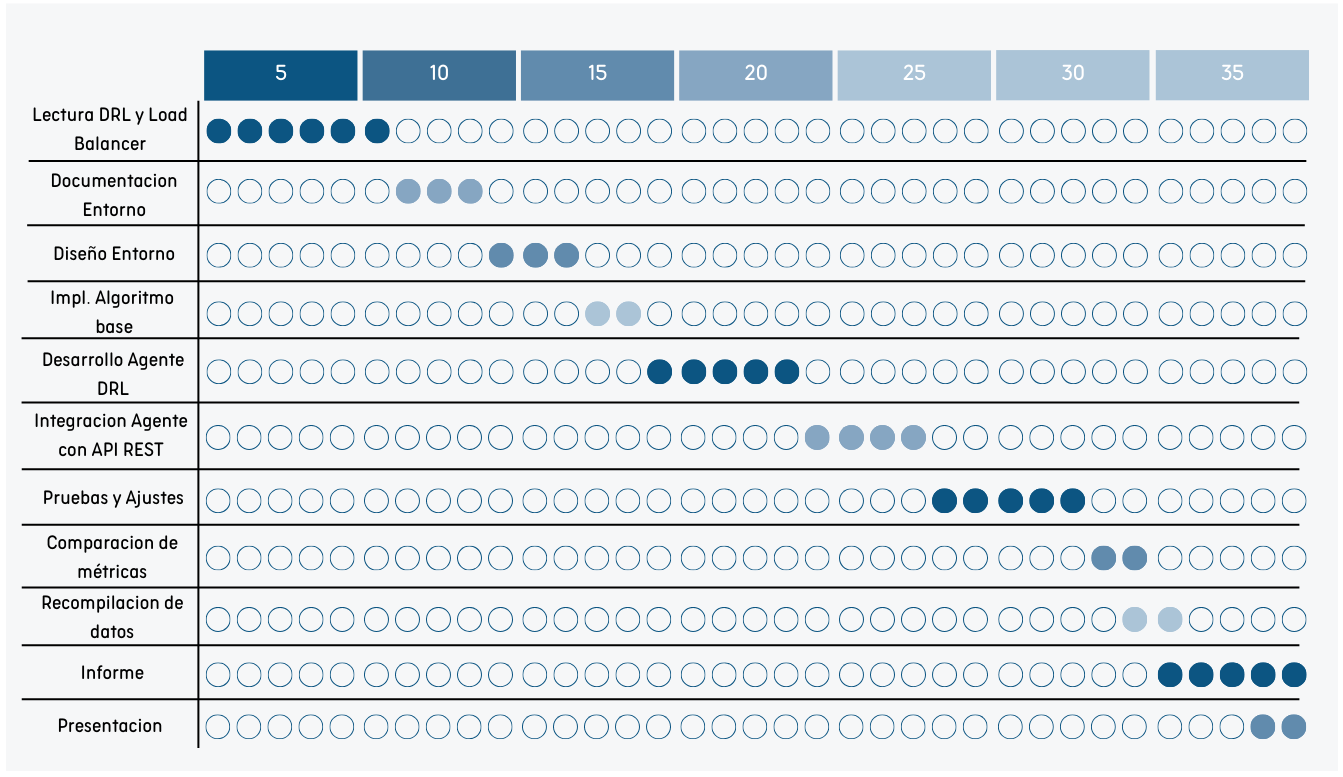 5 10 15 20 25 30 35
Lectura DRL y Load
Balancer
Documentacion
Entorno
Diseño Entorno
Impl. Algoritmo
base
Desarrollo Agente
DRL
Integracion Agente
con API REST
Pruebas y Ajustes
Comparacion de
métricas
Recompilacion de
datos
Informe
Presentacion